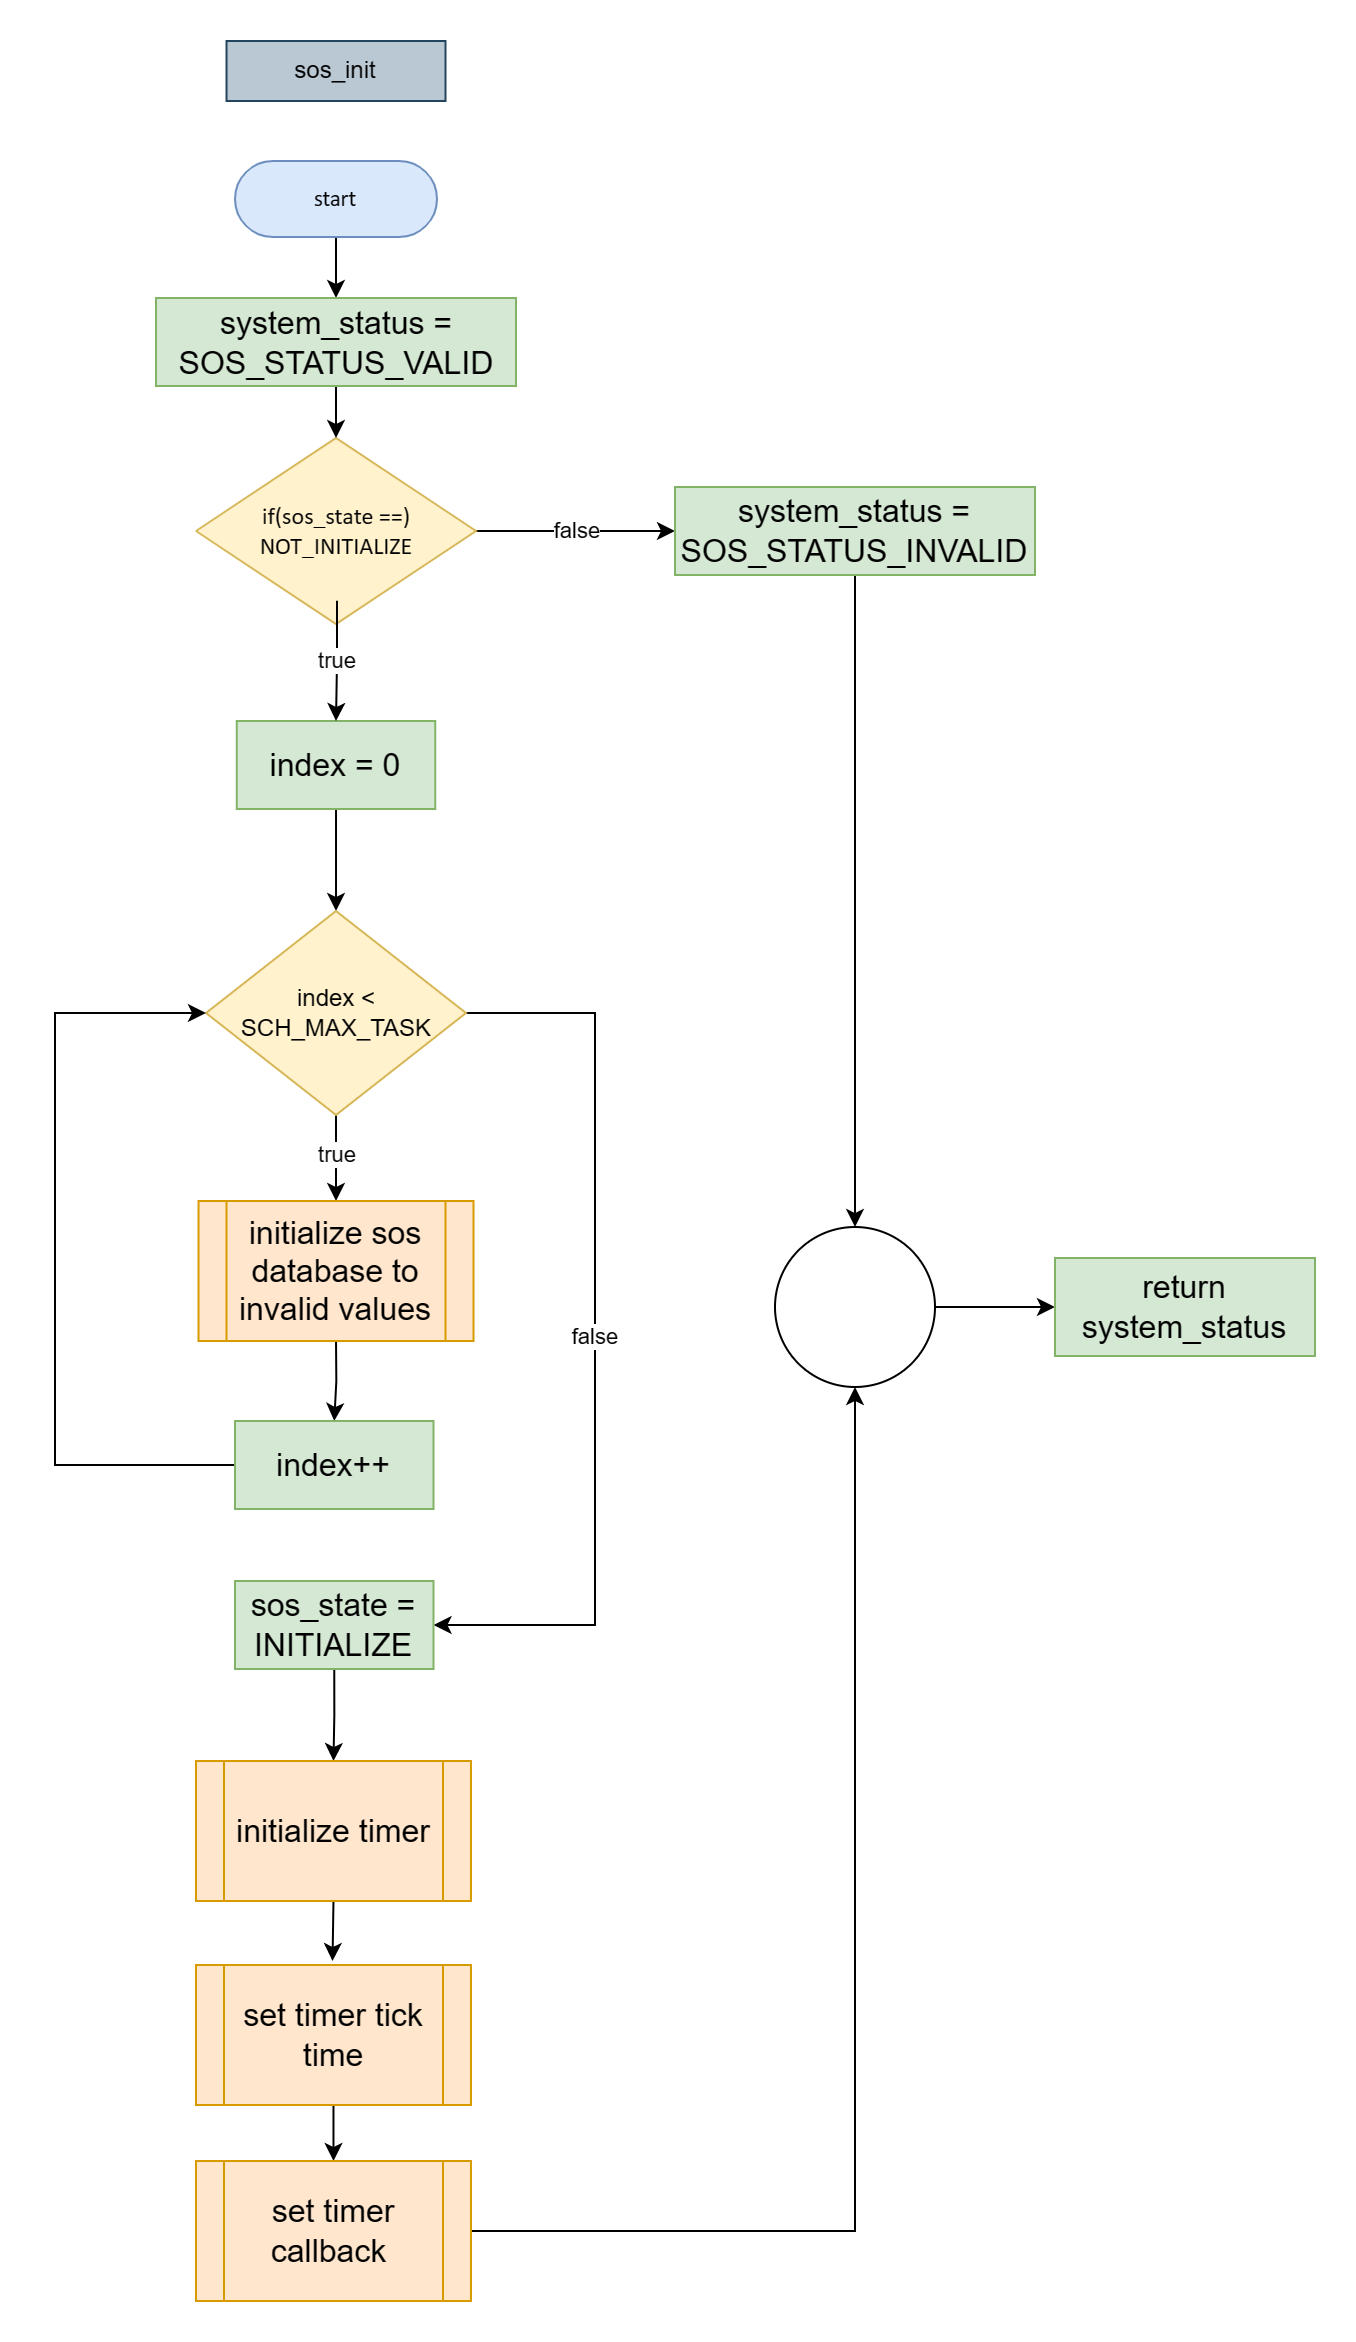 sos_init
start
system_status =
SOS_STATUS_VALID
if(sos_state ==)
NOT_INITIALIZE
false
system_status =
SOS_STATUS_INVALID
true
index = 0
index <
SCH_MAX_TASK
true
initialize sos
database to
invalid values
false
return
system_status
index++
sos_state =
INITIALIZE
initialize timer
set timer tick
time
set timer
callback